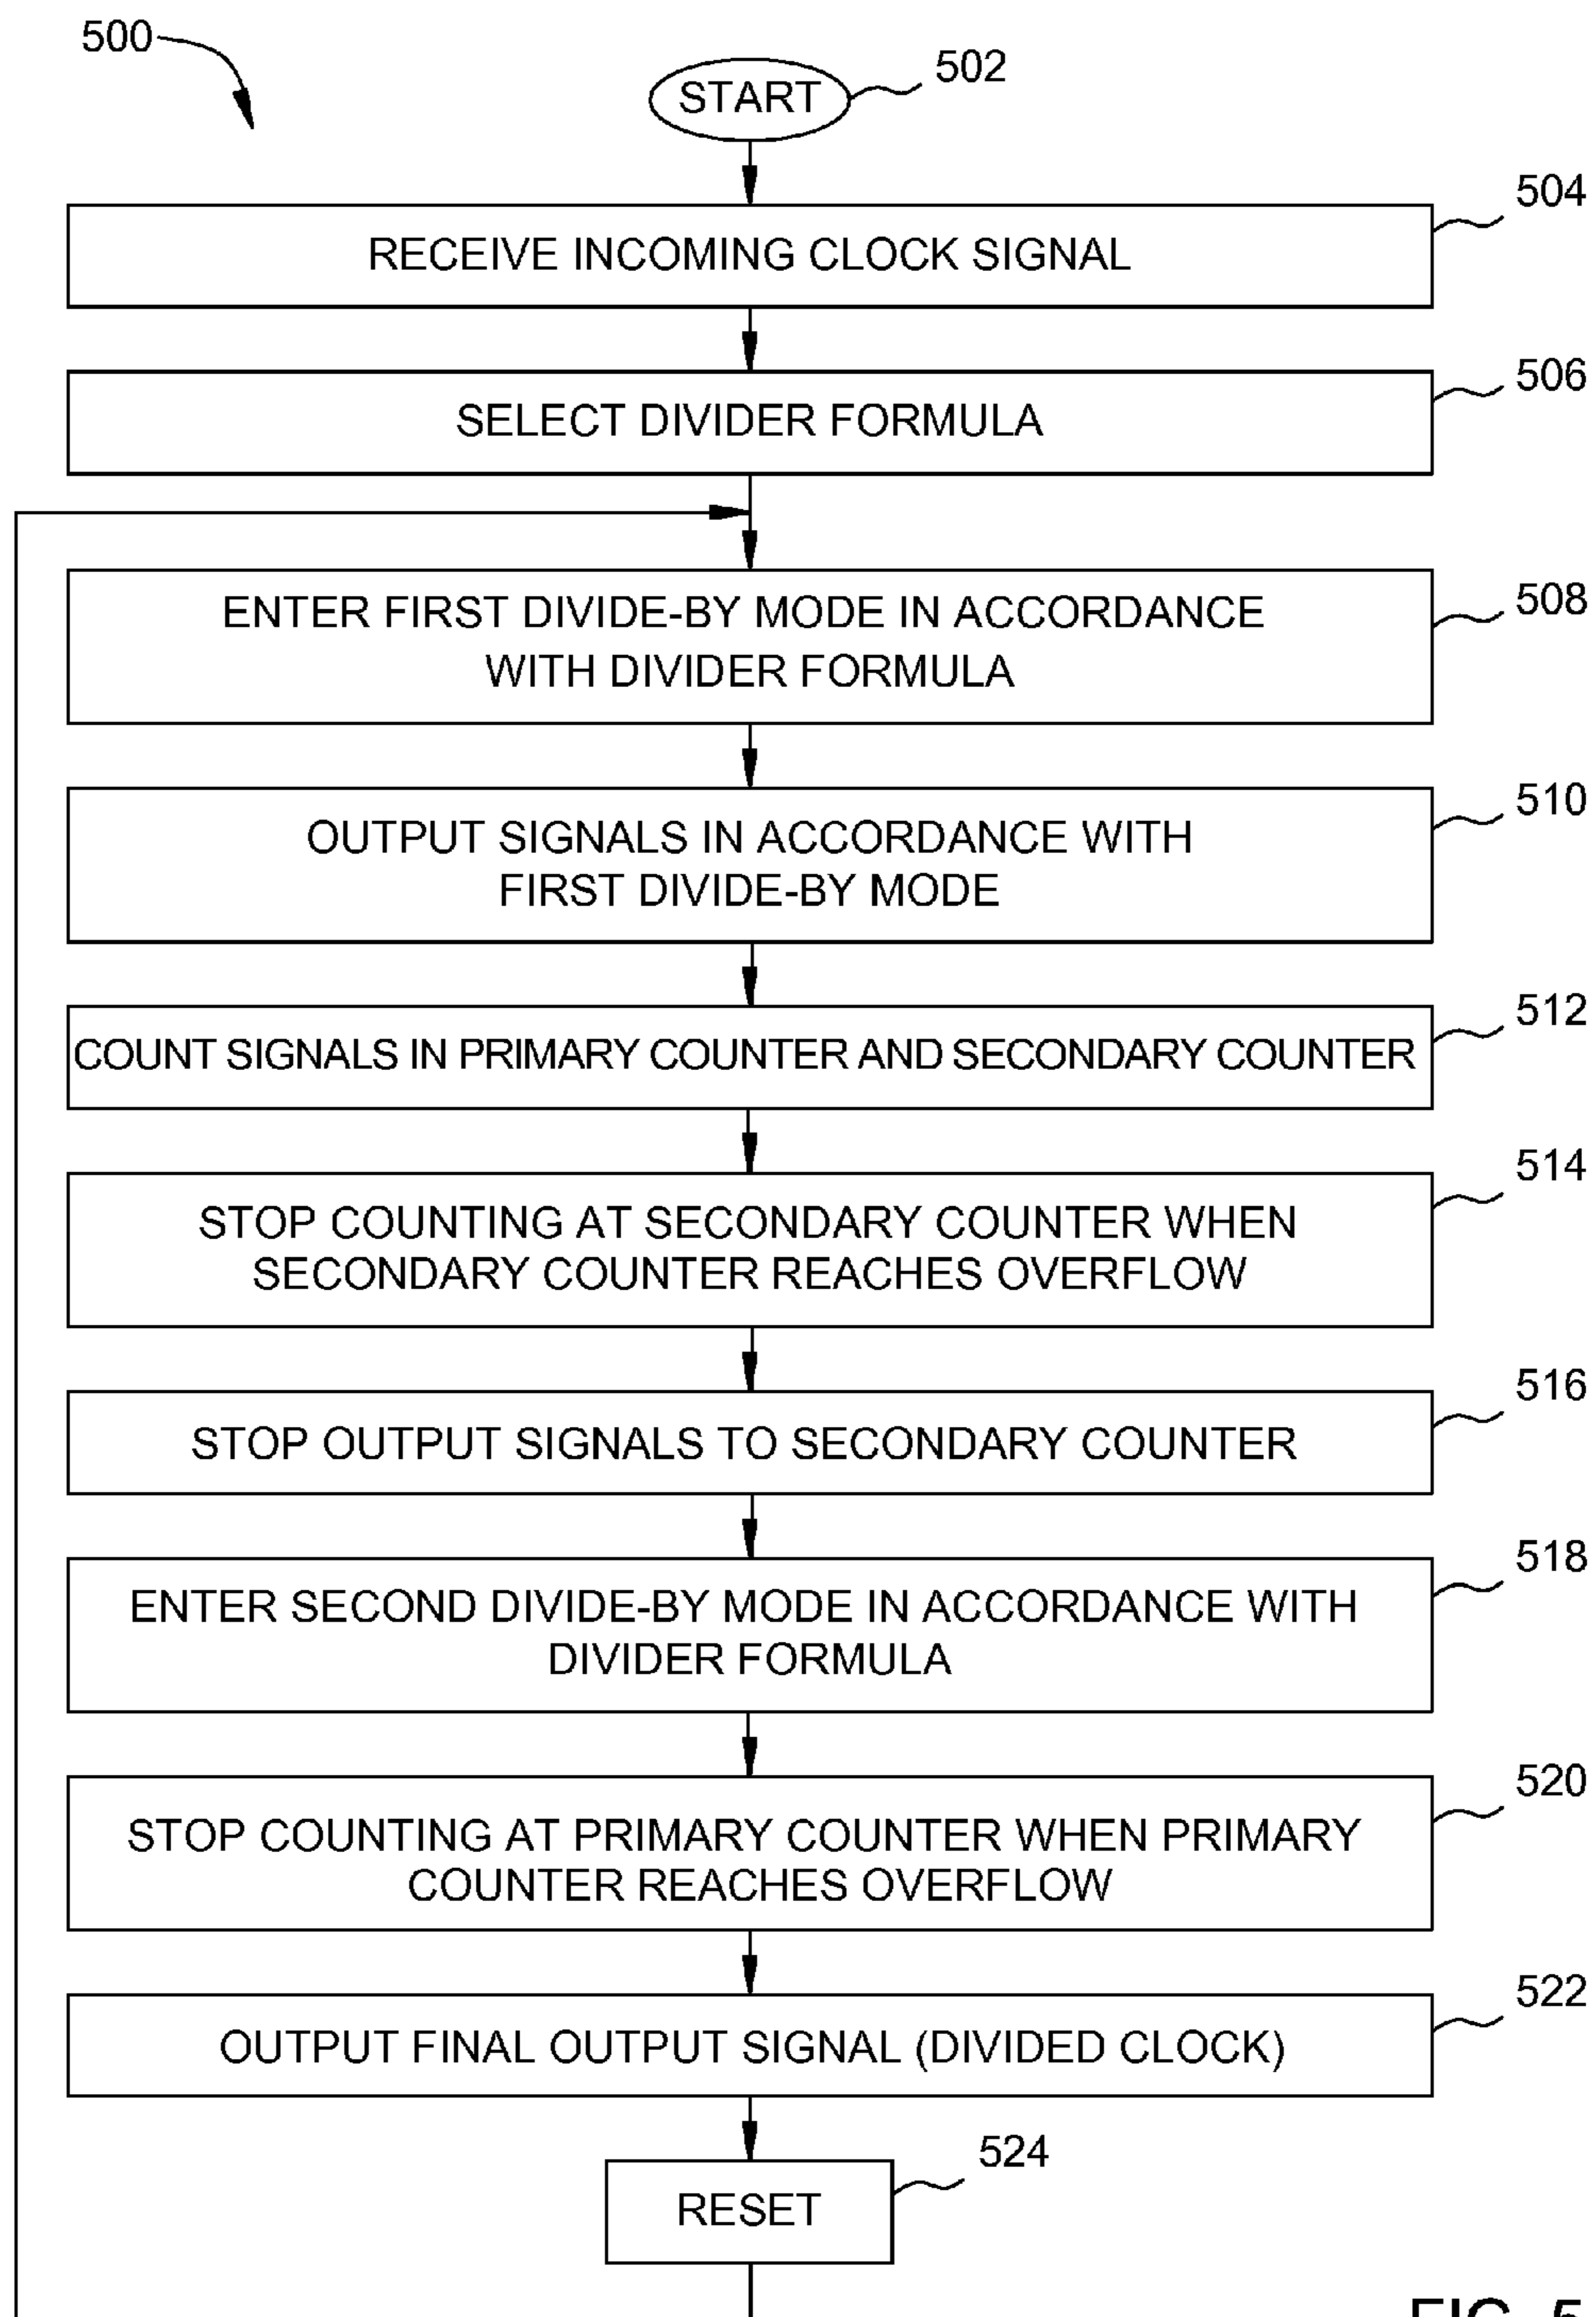 500
START
502
504
RECEIVE INCOMING CLOCK SIGNAL
506
SELECT DIVIDER FORMULA
508
ENTER FIRST DIVIDE-BY MODE IN ACCORDANCE
WITH DIVIDER FORMULA
510
OUTPUT SIGNALS IN ACCORDANCE WITH
FIRST DIVIDE-BY MODE
512
COUNT SIGNALS IN PRIMARY COUNTER AND SECONDARY COUNTER
514
STOP COUNTING AT SECONDARY COUNTER WHEN
SECONDARY COUNTER REACHES OVERFLOW
516
STOP OUTPUT SIGNALS TO SECONDARY COUNTER
518
ENTER SECOND DIVIDE-BY MODE IN ACCORDANCE WITH
DIVIDER FORMULA
520
STOP COUNTING AT PRIMARY COUNTER WHEN PRIMARY
COUNTER REACHES OVERFLOW
522
OUTPUT FINAL OUTPUT SIGNAL (DIVIDED CLOCK)
524
RESET
FIG. 5